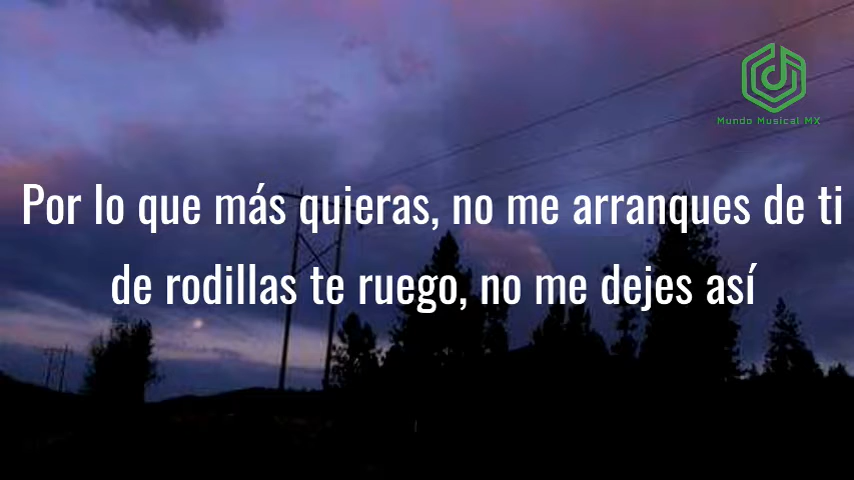 Mundo Musical MX
Por lo que más quieras, no me arranques de ti
de rodillas te ruego, no me dejes así